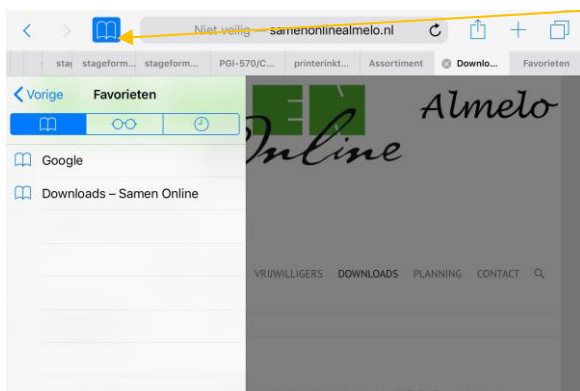 Niet veilig — samenonlinealmelo.nl
stag stageform... stageform... PGI-570/C... printerinkt... Assortiment Downlo... Favorieten
Vorige Favorieten
Almelo
Online
Google
Downloads – Samen Online
VRIJWILLIGERS DOWNLOADS PLANNING CONTACT